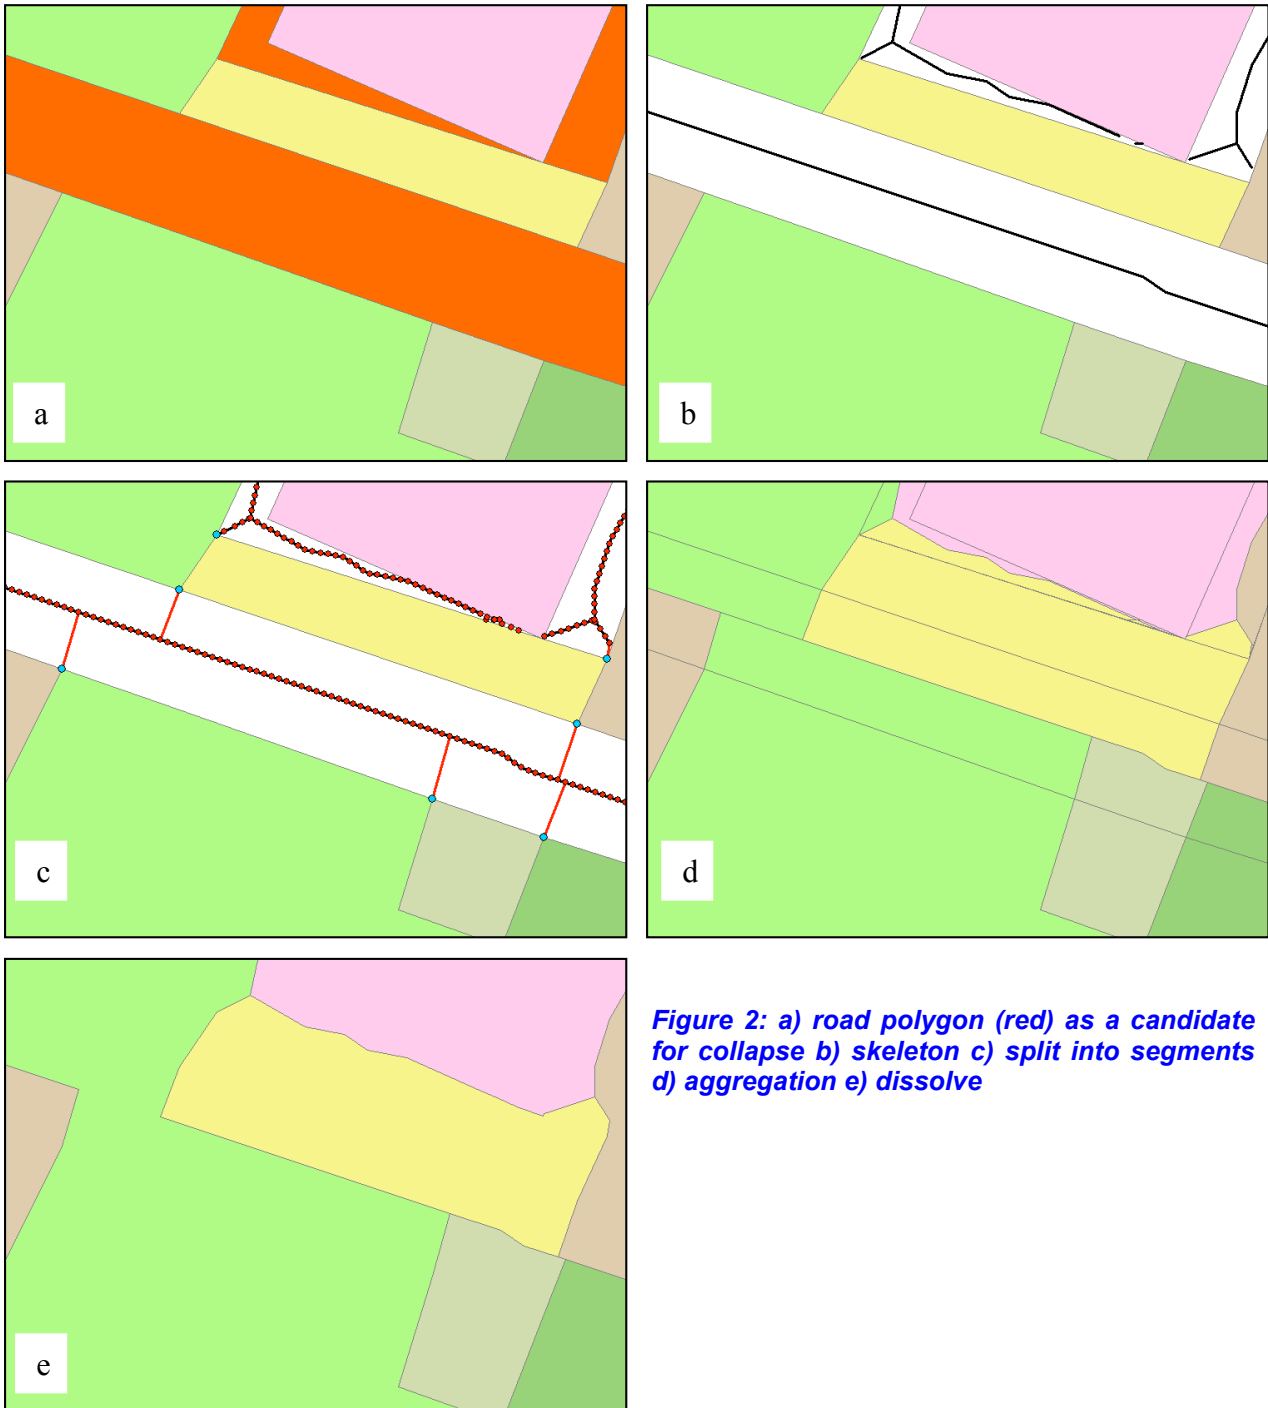 a
b
c
d
e
Figure 2: a) road polygon (red) as a candidate
for collapse b) skeleton c) split into segments
d) aggregation e) dissolve